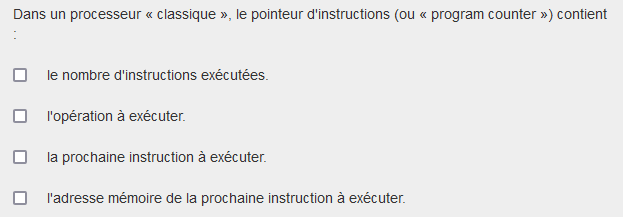 Dans un processeur « classique », le pointeur d'instructions (ou « program counter ») contient
:
le nombre d'instructions exécutées.
l'opération à exécuter.
la prochaine instruction à exécuter.
l'adresse mémoire de la prochaine instruction à exécuter.